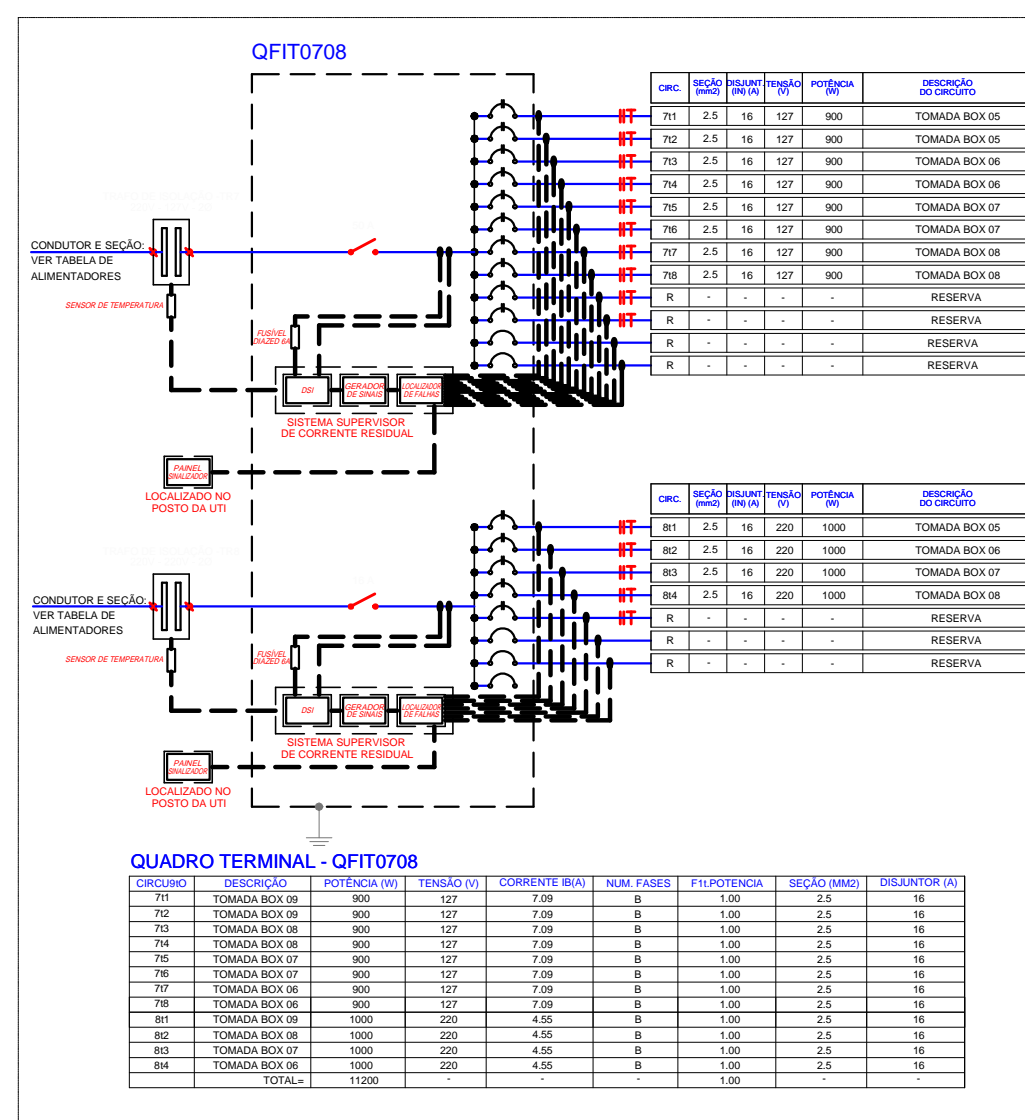 QFIT0708
CIRC. SEÇÃO (mm2) DISJUNT. (IN) (A) TENSÃO (V) POTÊNCIA (W) DESCRIÇÃO DO CIRCUITO
7t1 2.5 16 127 900 TOMADA BOX 05
7t2 2.5 16 127 900 TOMADA BOX 05
7t3 2.5 16 127 900 TOMADA BOX 06
7t4 2.5 16 127 900 TOMADA BOX 06
7t5 2.5 16 127 900 TOMADA BOX 07
7t6 2.5 16 127 900 TOMADA BOX 07
7t7 2.5 16 127 900 TOMADA BOX 08
7t8 2.5 16 127 900 TOMADA BOX 08
R - - - - RESERVA
R - - - - RESERVA
R - - - - RESERVA
R - - - - RESERVA
CONDUTOR E SEÇÃO:
VER TABELA DE
ALIMENTADORES
SENSOR DE TEMPERATURA
FUSÍVEL
DIAZED 6A
DSI
GERADOR
DE SINAIS
LOCALIZADOR
DE FALHAS
SISTEMA SUPERVISOR
DE CORRENTE RESIDUAL
PAINEL
SINALIZADOR
LOCALIZADO NO
POSTO DA UTI
CIRC. SEÇÃO (mm2) DISJUNT. (IN) (A) TENSÃO (V) POTÊNCIA (W) DESCRIÇÃO DO CIRCUITO
8t1 2.5 16 220 1000 TOMADA BOX 05
8t2 2.5 16 220 1000 TOMADA BOX 06
8t3 2.5 16 220 1000 TOMADA BOX 07
8t4 2.5 16 220 1000 TOMADA BOX 08
R - - - - RESERVA
R - - - - RESERVA
R - - - - RESERVA
CONDUTOR E SEÇÃO:
VER TABELA DE
ALIMENTADORES
SENSOR DE TEMPERATURA
FUSÍVEL
DIAZED 6A
DSI
GERADOR
DE SINAIS
LOCALIZADOR
DE FALHAS
SISTEMA SUPERVISOR
DE CORRENTE RESIDUAL
PAINEL
SINALIZADOR
LOCALIZADO NO
POSTO DA UTI
QUADRO TERMINAL - QFIT0708
CIRCU9tO DESCRIÇÃO POTÊNCIA (W) TENSÃO (V) CORRENTE IB(A) NUM. FASES F1t.POTENCIA SEÇÃO (MM2) DISJUNTOR (A)
7t1 TOMADA BOX 09 900 127 7.09 B 1.00 2.5 16
7t2 TOMADA BOX 09 900 127 7.09 B 1.00 2.5 16
7t3 TOMADA BOX 08 900 127 7.09 B 1.00 2.5 16
7t4 TOMADA BOX 08 900 127 7.09 B 1.00 2.5 16
7t5 TOMADA BOX 07 900 127 7.09 B 1.00 2.5 16
7t6 TOMADA BOX 07 900 127 7.09 B 1.00 2.5 16
7t7 TOMADA BOX 06 900 127 7.09 B 1.00 2.5 16
7t8 TOMADA BOX 06 900 127 7.09 B 1.00 2.5 16
8t1 TOMADA BOX 09 1000 220 4.55 B 1.00 2.5 16
8t2 TOMADA BOX 08 1000 220 4.55 B 1.00 2.5 16
8t3 TOMADA BOX 07 1000 220 4.55 B 1.00 2.5 16
8t4 TOMADA BOX 06 1000 220 4.55 B 1.00 2.5 16
TOTAL= 11200 - - - 1.00 - -